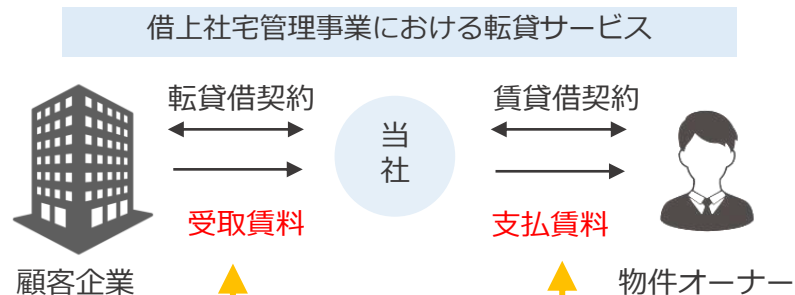 借上社宅管理事業における転貸サービス
転貸借契約
賃貸借契約
当
社
受取賃料
支払賃料
顧客企業
物件オーナー